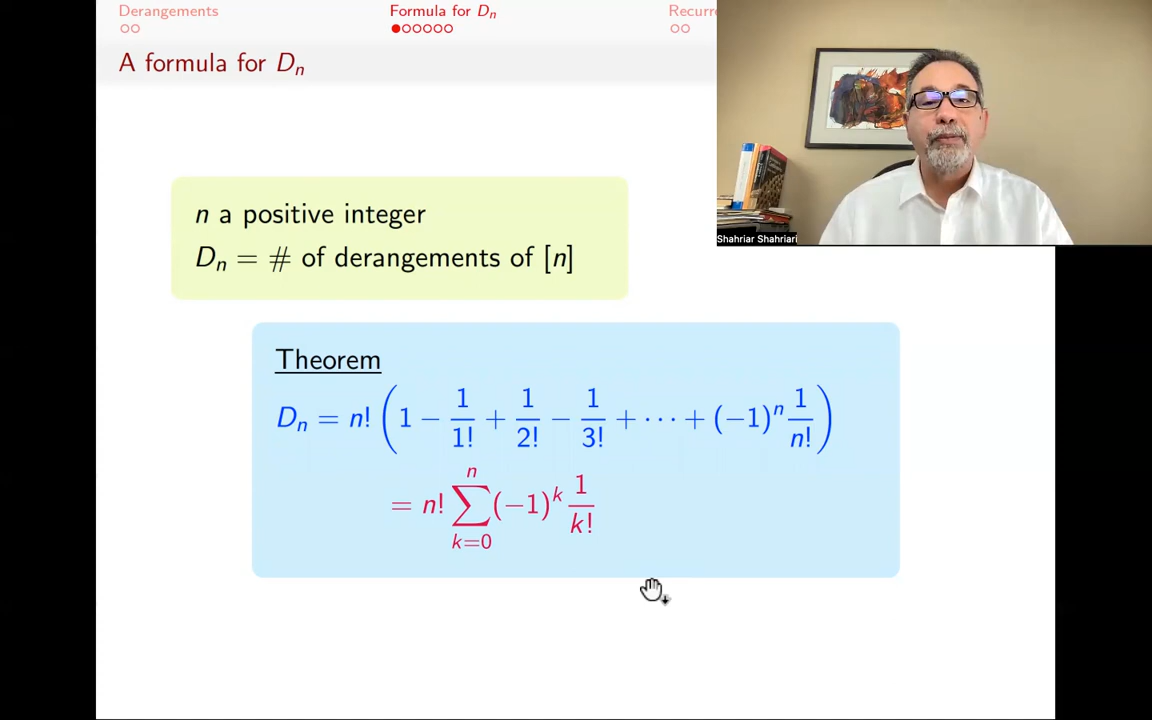 Derangements
Formula for Dₙ
Recurre
A formula for Dₙ
n a positive integer
Dₙ = # of derangements of [n]
Theorem
Dₙ = n! (1 − 1/1! + 1/2! − 1/3! + ⋯ + (−1)ⁿ 1/n!)
= n! ∑_{k=0}^{n} (−1)ᵏ 1/k!
Shahriar Shahriari